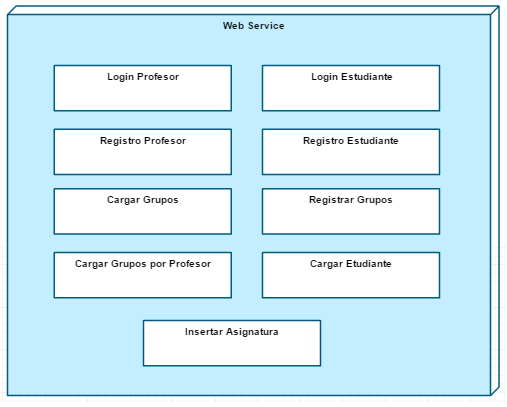 Web Service
Login Profesor
Login Estudiante
Registro Profesor
Registro Estudiante
Cargar Grupos
Registrar Grupos
Cargar Grupos por Profesor
Cargar Etudiante
Insertar Asignatura